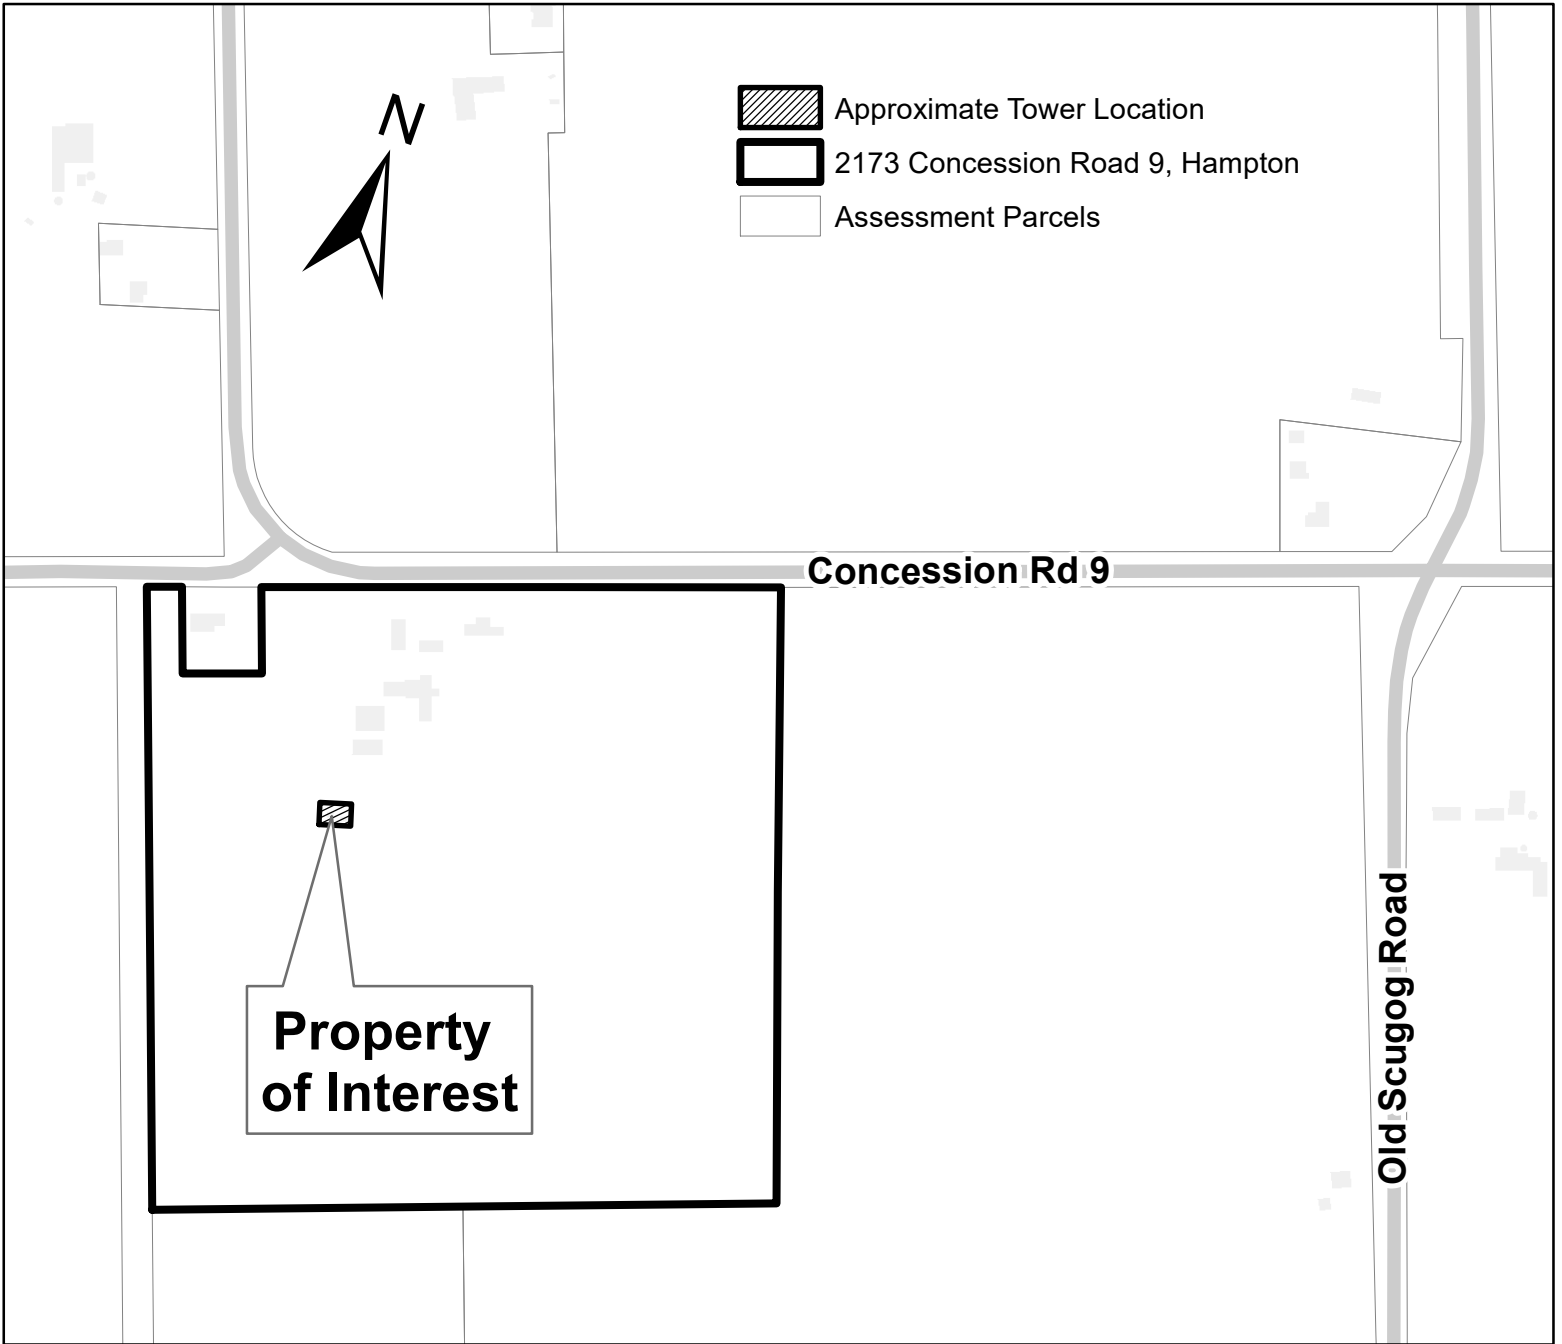 N
Approximate Tower Location
2173 Concession Road 9, Hampton
Assessment Parcels
Concession Rd 9
Old Scugog Road
Property
of Interest